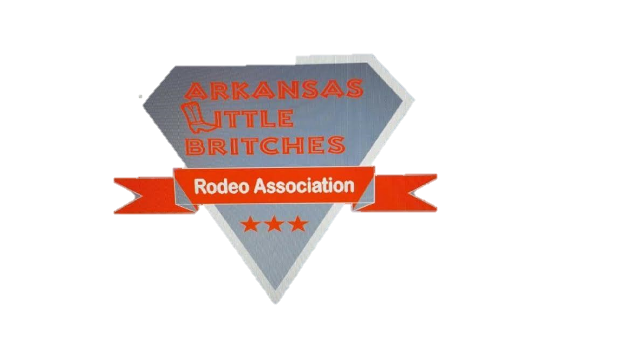 ARKANSAS
LITTLE
BRITCHES
Rodeo Association